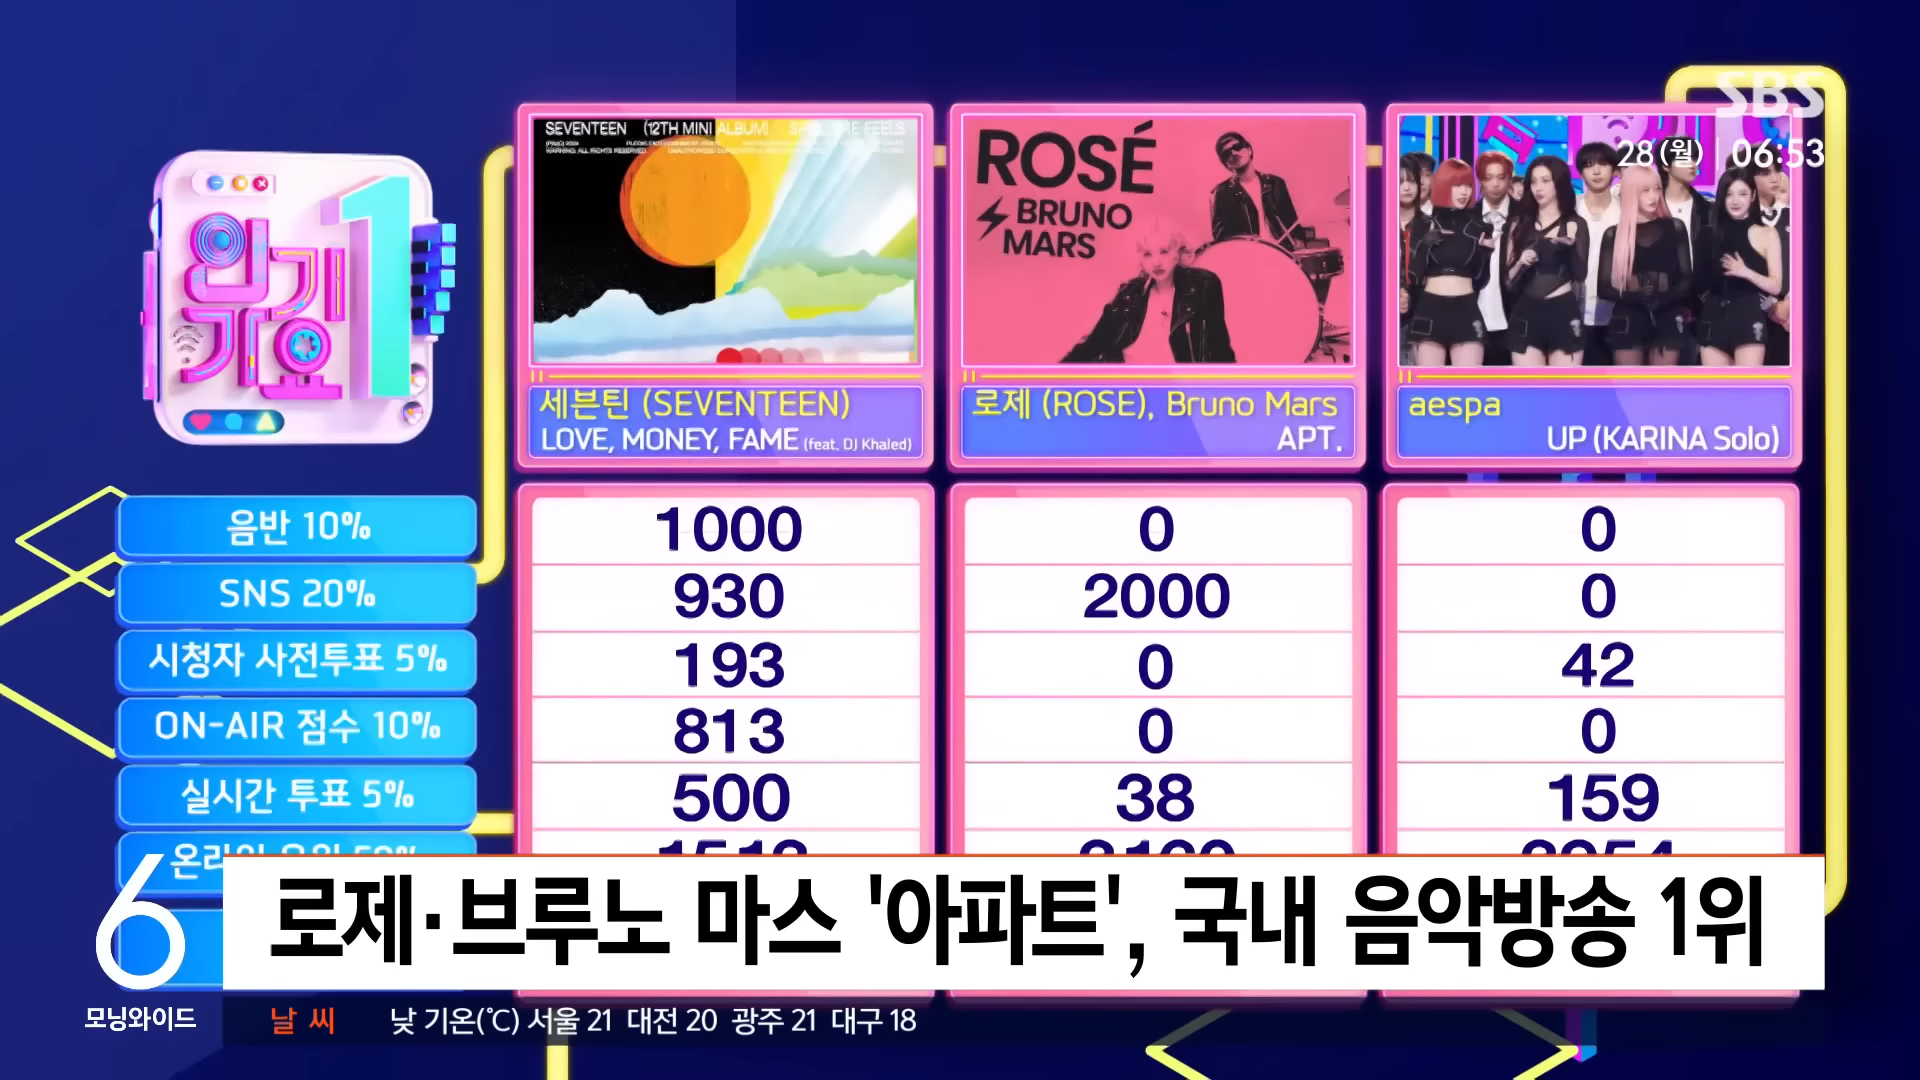 SBS
28(월) 06:53
인기가요 1
SEVENTEEN (12TH MINI ALBUM)
ROSÉ
BRUNO
MARS
세븐틴 (SEVENTEEN)
LOVE, MONEY, FAME (feat. DJ Khaled)
로제 (ROSE), Bruno Mars
APT.
aespa
UP (KARINA Solo)
음반 10% 1000 0 0
SNS 20% 930 2000 0
시청자 사전투표 5% 193 0 42
ON-AIR 점수 10% 813 0 0
실시간 투표 5% 500 38 159
로제·브루노 마스 '아파트', 국내 음악방송 1위
6
모닝와이드
날 씨 낮 기온(℃) 서울 21 대전 20 광주 21 대구 18